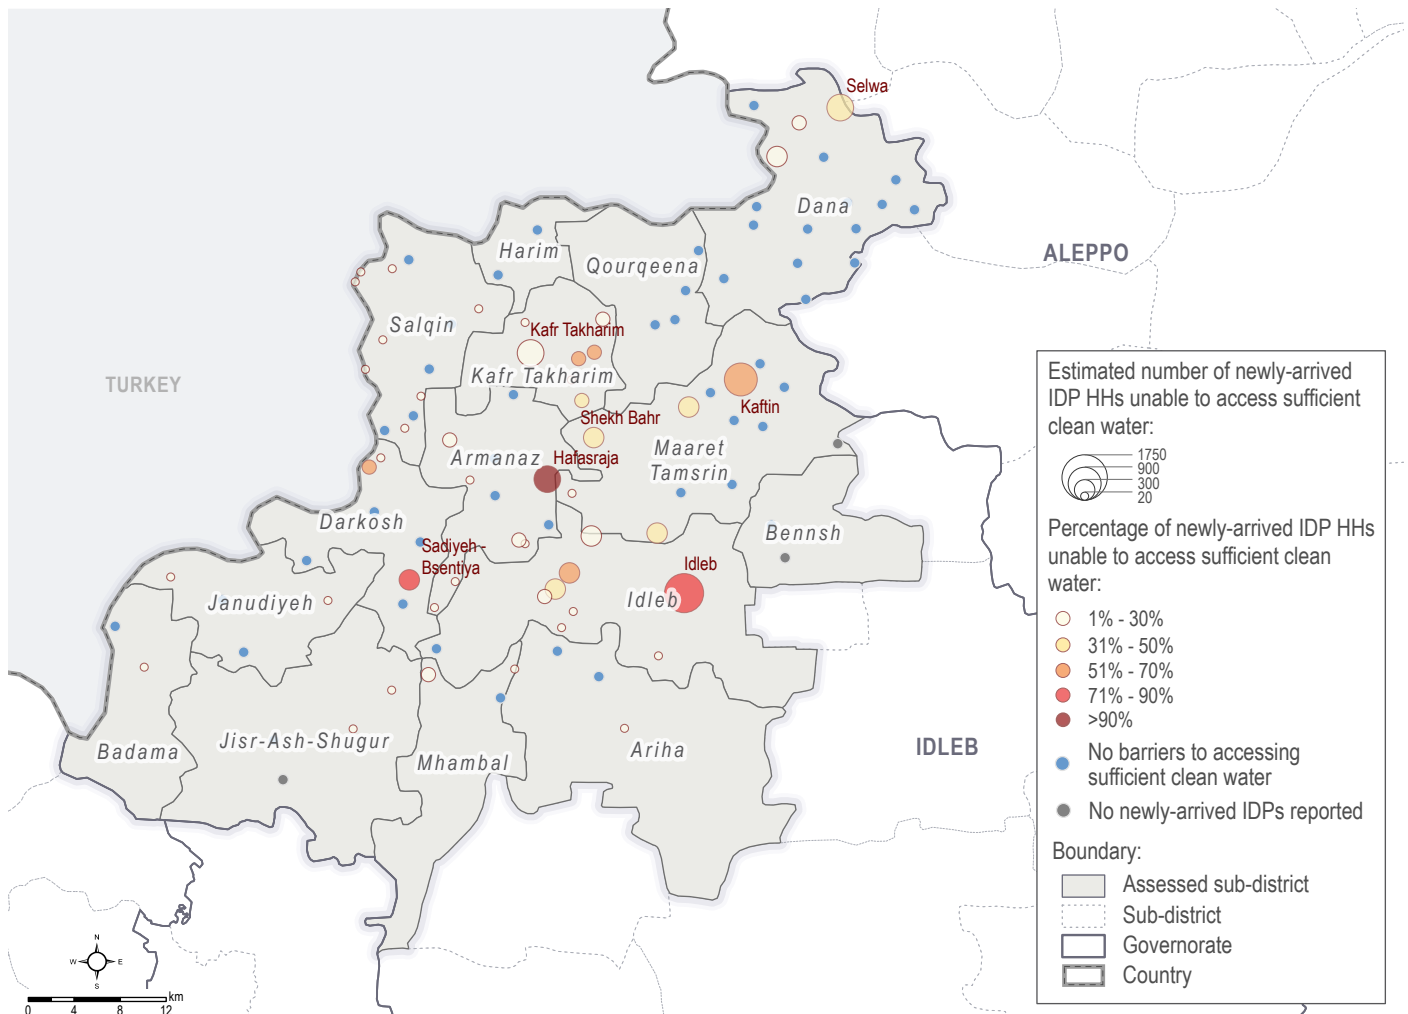 Selwa
Dana
ALEPPO
Harim
Qourqeena
Salqin
Kafr Takharim
Kafr Takharim
TURKEY
Kaftin
Shekh Bahr
Maaret
Tamsrin
Armanaz
Hafasraja
Darkosh
Bennsh
Sadiyeh -
Bsentiya
Idleb
Idleb
Janudiyeh
Badama
Jisr-Ash-Shugur
Mhambal
Ariha
IDLEB
Estimated number of newly-arrived
IDP HHs unable to access sufficient
clean water:
1750
900
300
20
Percentage of newly-arrived IDP HHs
unable to access sufficient clean
water:
1% - 30%
31% - 50%
51% - 70%
71% - 90%
>90%
No barriers to accessing
sufficient clean water
No newly-arrived IDPs reported
Boundary:
Assessed sub-district
Sub-district
Governorate
Country
N
W E
S
km
0 4 8 12